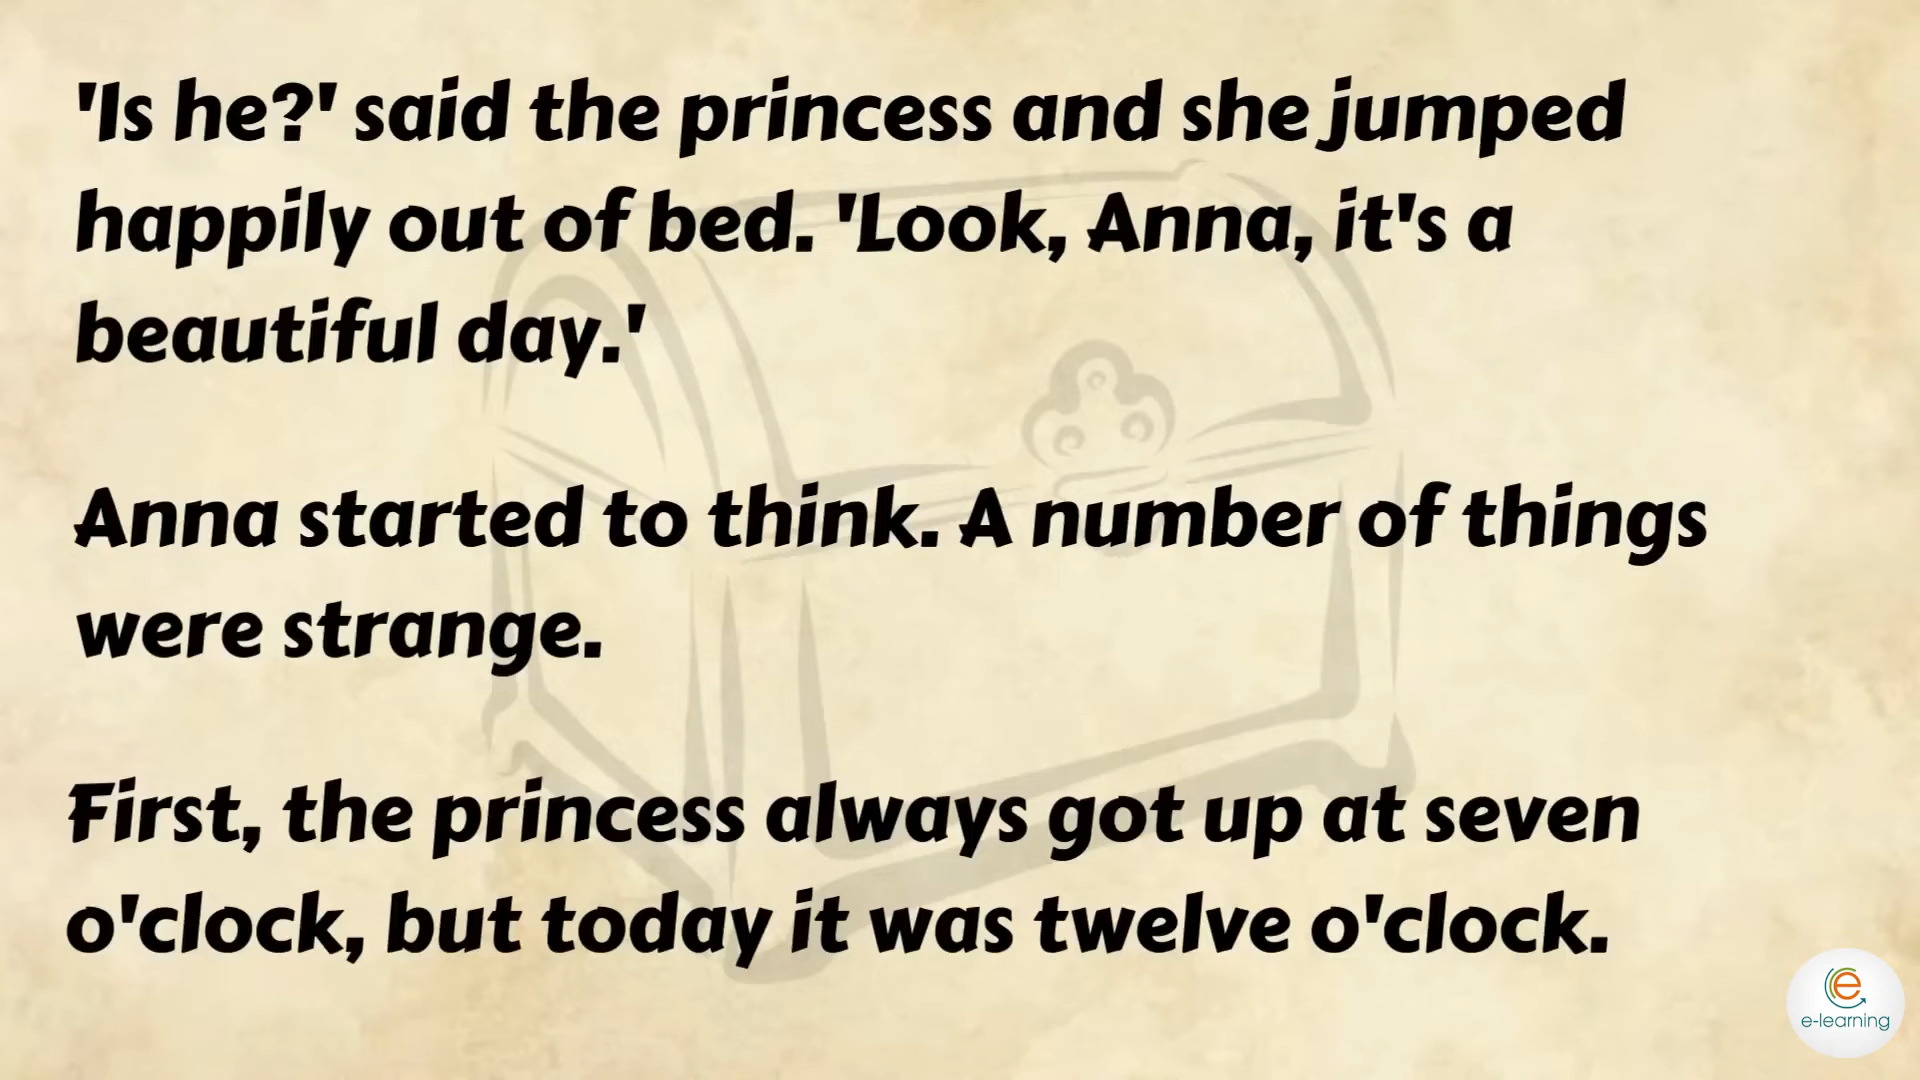 'Is he?' said the princess and she jumped
happily out of bed. 'Look, Anna, it's a
beautiful day.'
Anna started to think. A number of things
were strange.
First, the princess always got up at seven
o'clock, but today it was twelve o'clock.
e
e-learning